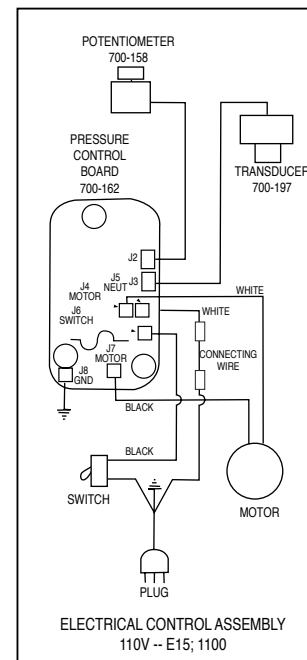 POTENTIOMETER
700-158
PRESSURE
CONTROL
BOARD
700-162
TRANSDUCER
700-197
J2
J3
J5
NEUT
J4
MOTOR
J6
SWITCH
WHITE
WHITE
J7
MOTOR
J8
GND
CONNECTING
WIRE
BLACK
BLACK
SWITCH
MOTOR
PLUG
ELECTRICAL CONTROL ASSEMBLY
110V -- E15; 1100